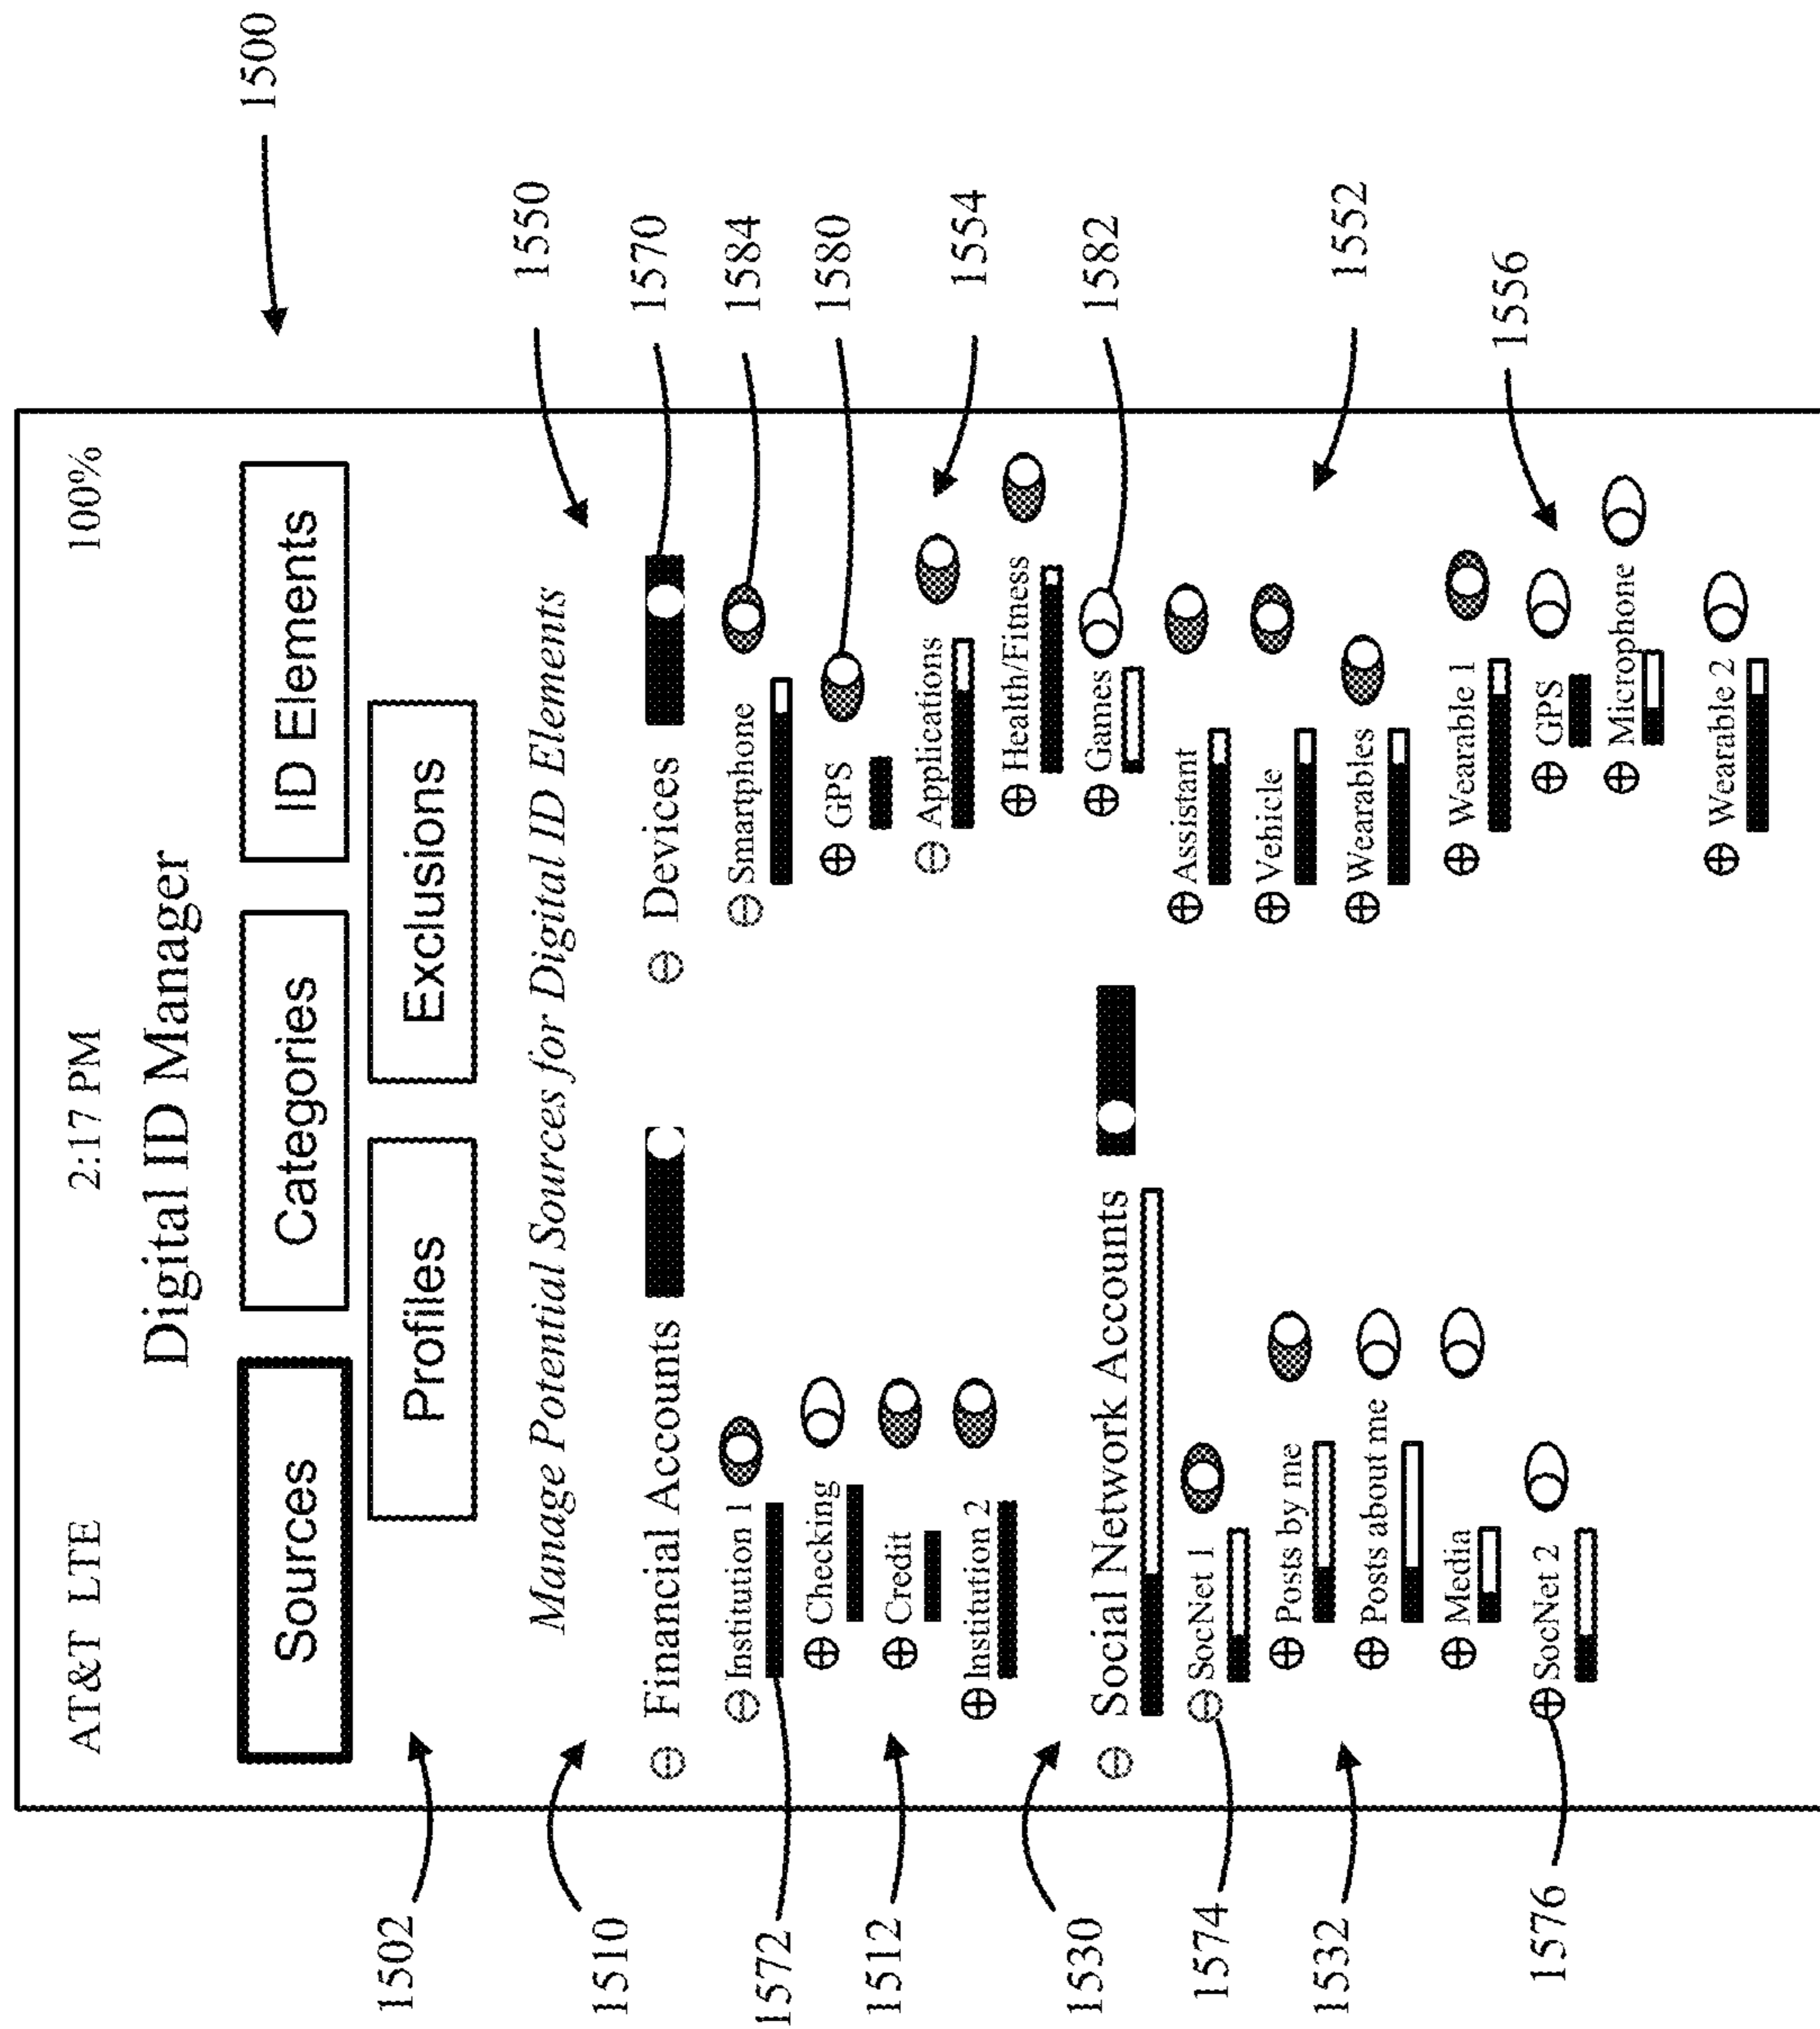 AT&T LTE 2:17 PM 100%
Digital ID Manager
Sources Categories ID Elements
Profiles Exclusions
Manage Potential Sources for Digital ID Elements
Financial Accounts
Institution 1
Checking
Credit
Institution 2
Social Network Accounts
SocNet 1
Posts by me
Posts about me
Media
SocNet 2
Devices
Smartphone
GPS
Applications
Health/Fitness
Games
Assistant
Vehicle
Wearables
Wearable 1
GPS
Microphone
Wearable 2
1502
1510
1572
1512
1530
1574
1532
1576
1500
1550
1570
1584
1580
1554
1582
1552
1556